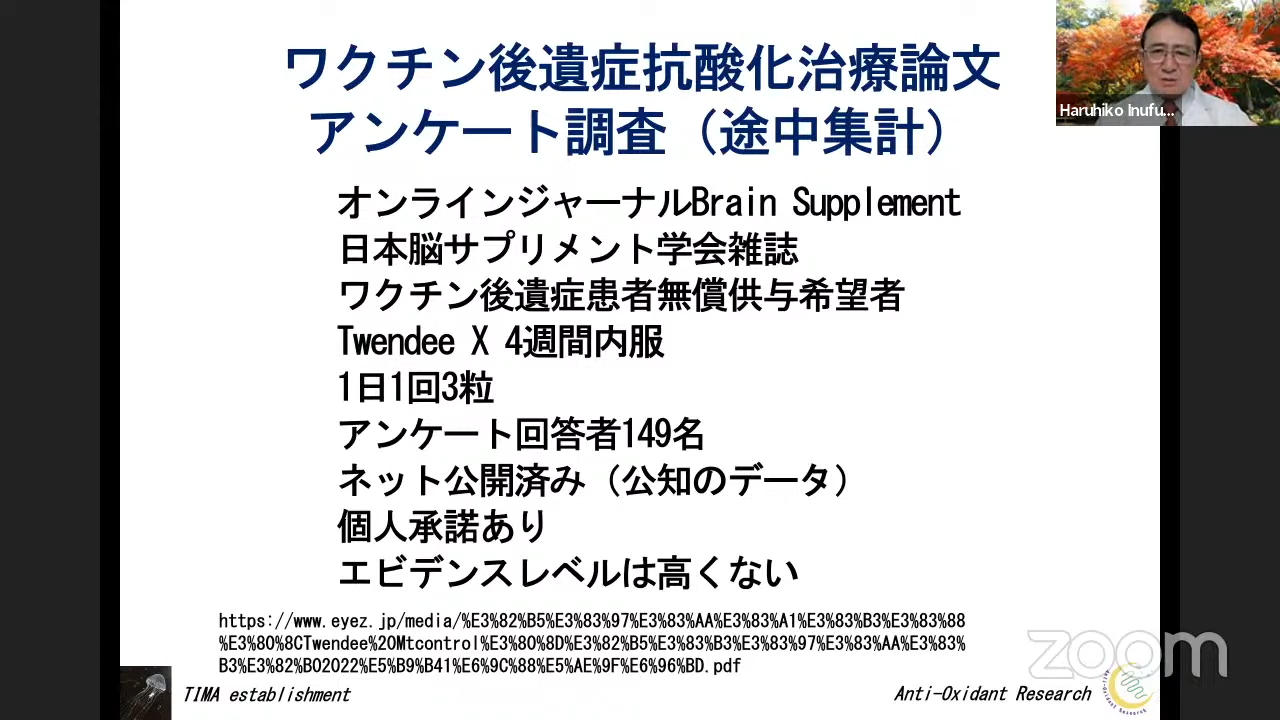 ワクチン後遺症抗酸化治療論文
アンケート調査（途中集計）
Haruhiko Inufu...
オンラインジャーナルBrain Supplement
日本脳サプリメント学会雑誌
ワクチン後遺症患者無償供与希望者
Twendee X 4週間内服
1日1回3粒
アンケート回答者149名
ネット公開済み（公知のデータ）
個人承諾あり
エビデンスレベルは高くない
https://www.eyez.jp/media/%E3%82%B5%E3%83%97%E3%83%AA%E3%83%A1%E3%83%B3%E3%83%88
%E3%80%8CTwendee%20Mtcontrol%E3%80%8D%E3%82%B5%E3%83%B3%E3%83%97%E3%83%AA%E3%83%
B3%E3%82%B02022%E5%B9%B41%E6%9C%88%E5%AE%9F%E6%96%BD.pdf
zoom
TIMA establishment
Anti-Oxidant Research